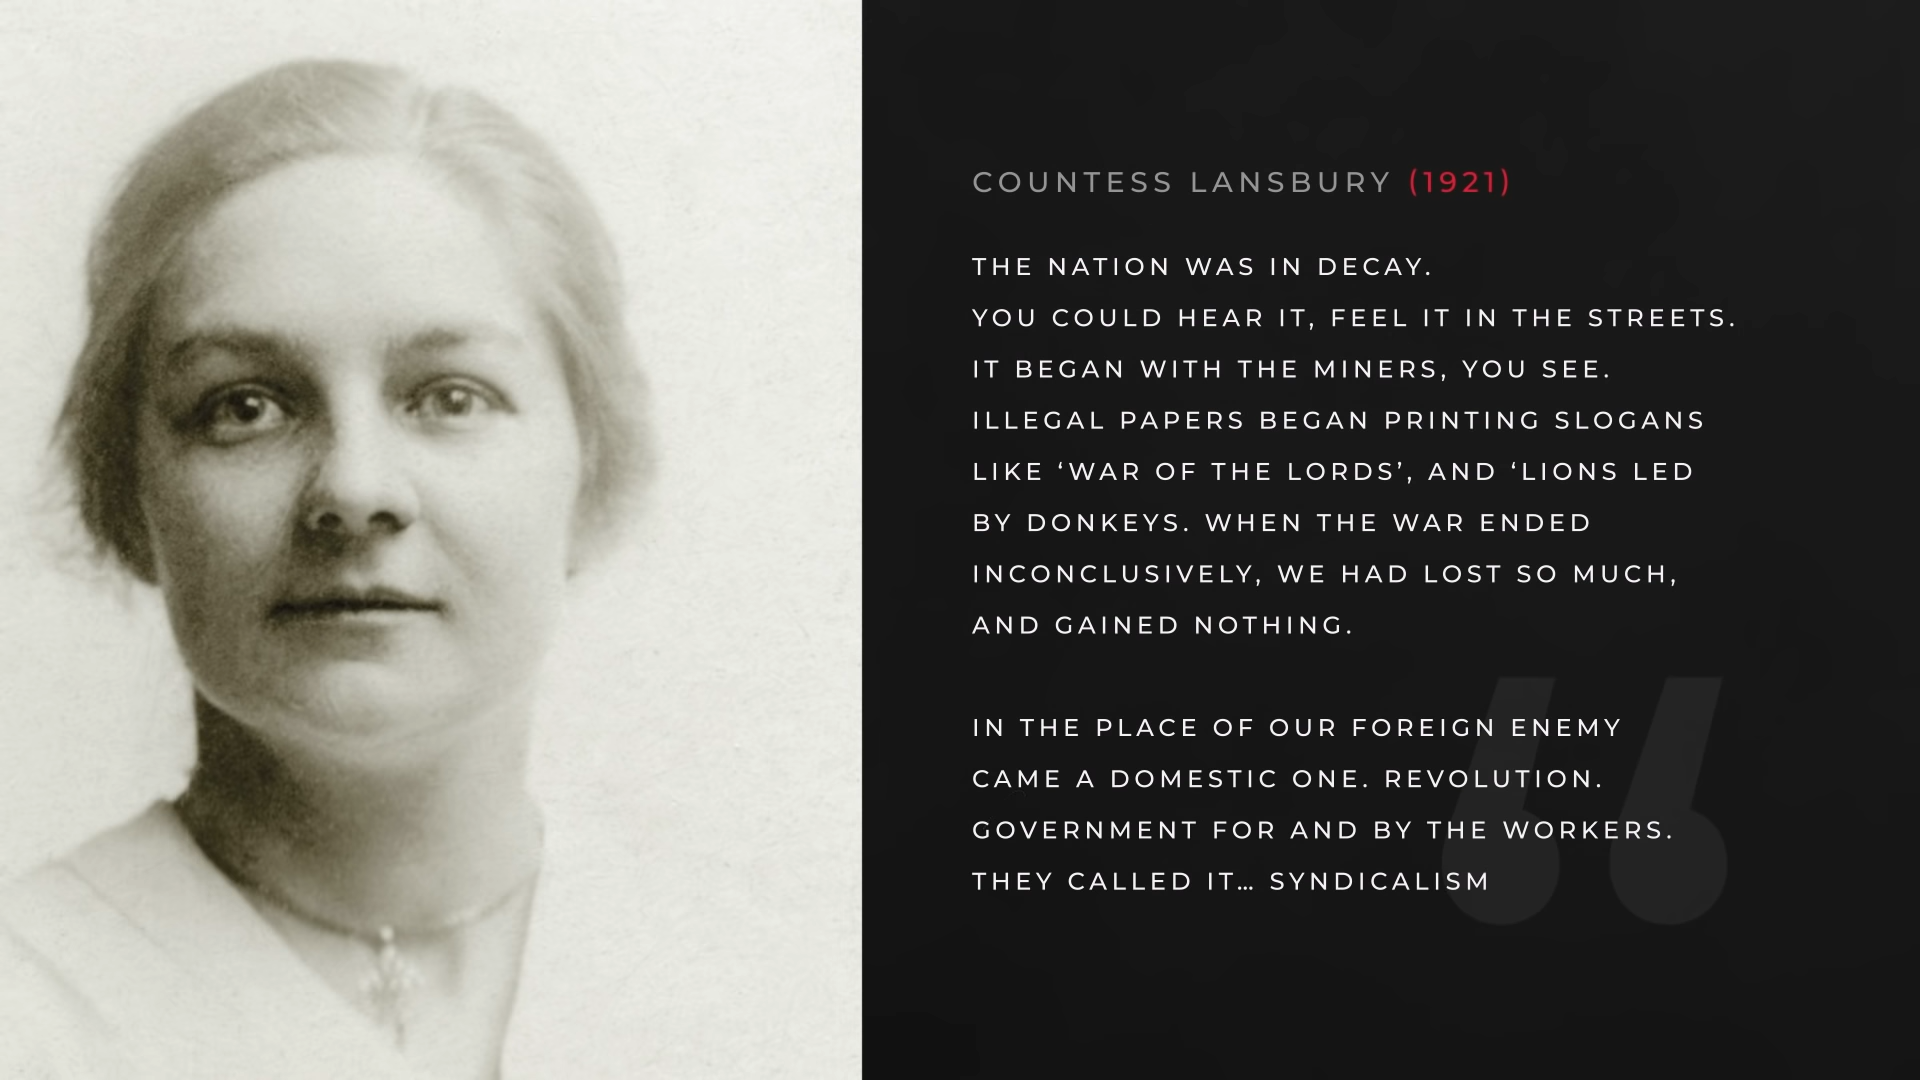 COUNTESS LANSBURY (1921)
THE NATION WAS IN DECAY.
YOU COULD HEAR IT, FEEL IT IN THE STREETS.
IT BEGAN WITH THE MINERS, YOU SEE.
ILLEGAL PAPERS BEGAN PRINTING SLOGANS
LIKE ‘WAR OF THE LORDS’, AND ‘LIONS LED
BY DONKEYS. WHEN THE WAR ENDED
INCONCLUSIVELY, WE HAD LOST SO MUCH,
AND GAINED NOTHING.
IN THE PLACE OF OUR FOREIGN ENEMY
CAME A DOMESTIC ONE. REVOLUTION.
GOVERNMENT FOR AND BY THE WORKERS.
THEY CALLED IT… SYNDICALISM